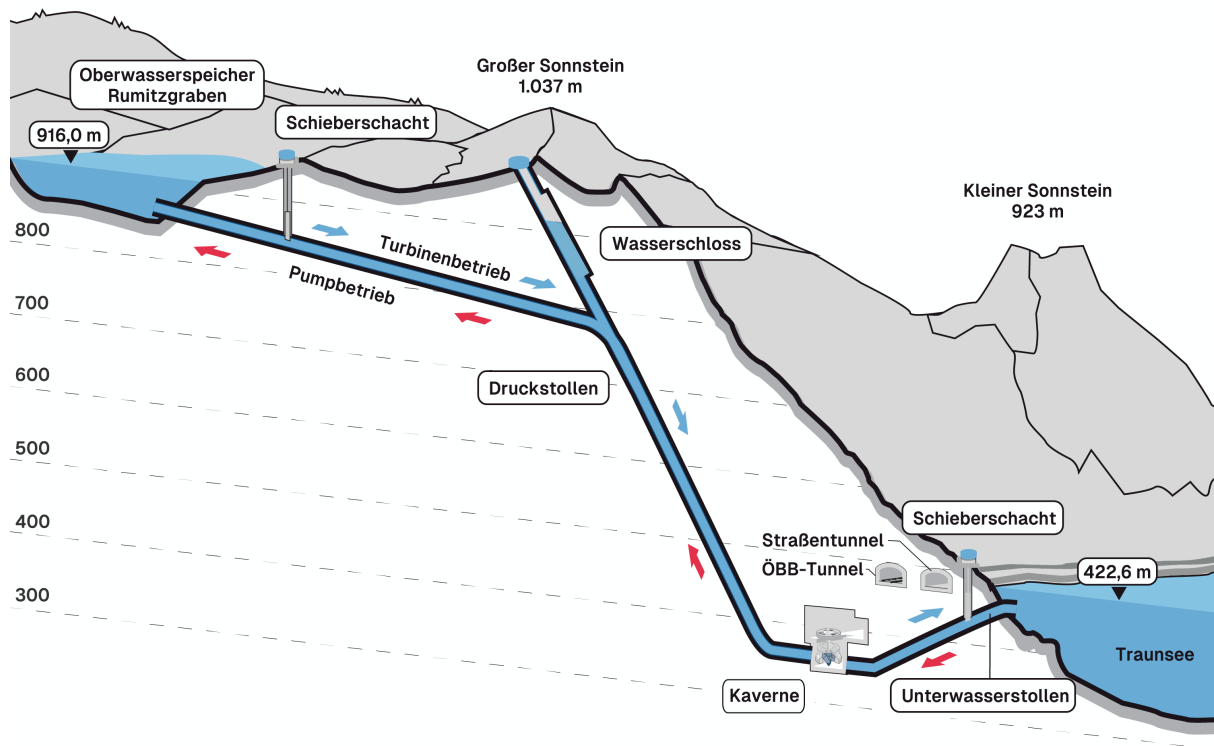 Großer Sonnstein
1.037 m
Oberwasserspeicher
Rumitzgraben
Schieberschacht
916,0 m
Kleiner Sonnstein
923 m
800
Turbinenbetrieb
Wasserschloss
Pumpbetrieb
700
600
Druckstollen
500
Schieberschacht
400
Straßentunnel
ÖBB-Tunnel
422,6 m
300
Traunsee
Kaverne
Unterwasserstollen